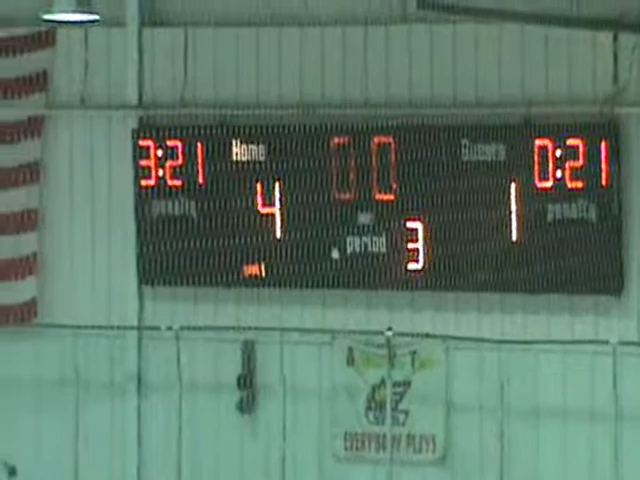 3:21 Home 00 Guests 0:21
penalty 4 1 penalty
period 3
EVERYBODY PLAYS